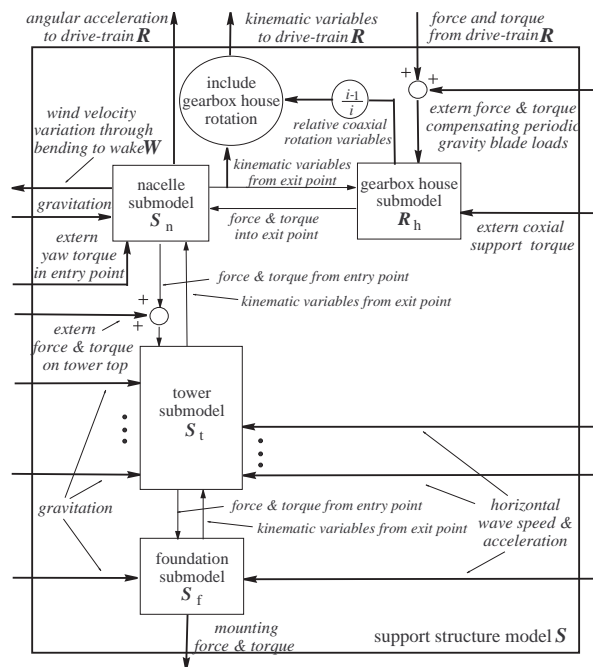 angular acceleration
to drive-train R
kinematic variables
to drive-train R
force and torque
from drive-train R
include
gearbox house
rotation
i-1
i
+ +
wind velocity
variation through
bending to wake W
relative coaxial
rotation variables
extern force & torque
compensating periodic
gravity blade loads
kinematic variables
from exit point
nacelle
submodel
S n
gearbox house
submodel
R h
gravitation
force & torque
into exit point
extern coxial
support torque
extern
yaw torque
in entry point
force & torque from entry point
kinematic variables from exit point
+
+
extern
force & torque
on tower top
tower
submodel
S t
gravitation
force & torque from entry point
kinematic variables from exit point
horizontal
wave speed &
acceleration
foundation
submodel
S f
mounting
force & torque
support structure model S